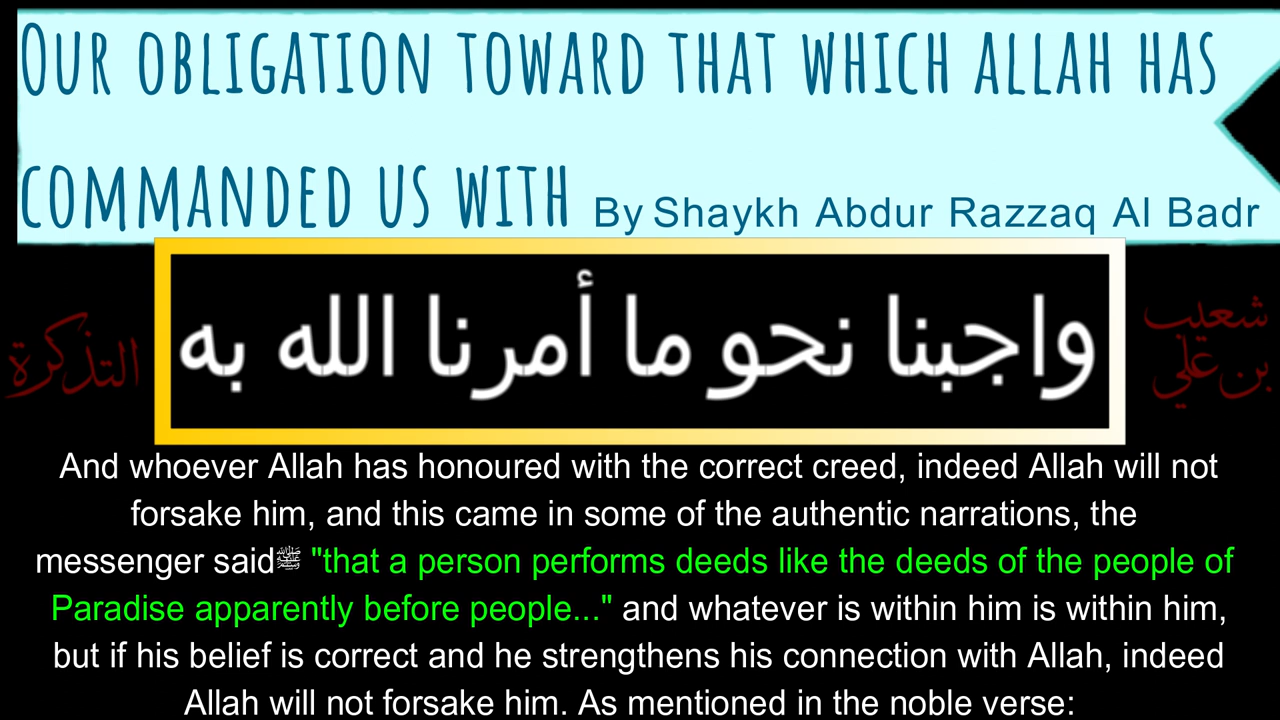 Our obligation toward that which Allah has
commanded us with By Shaykh Abdur Razzaq Al Badr
واجبنا نحو ما أمرنا الله به
شعيب
بن علي
التذكرة
And whoever Allah has honoured with the correct creed, indeed Allah will not
forsake him, and this came in some of the authentic narrations, the
messenger saidﷺ "that a person performs deeds like the deeds of the people of
Paradise apparently before people..." and whatever is within him is within him,
but if his belief is correct and he strengthens his connection with Allah, indeed
Allah will not forsake him. As mentioned in the noble verse: